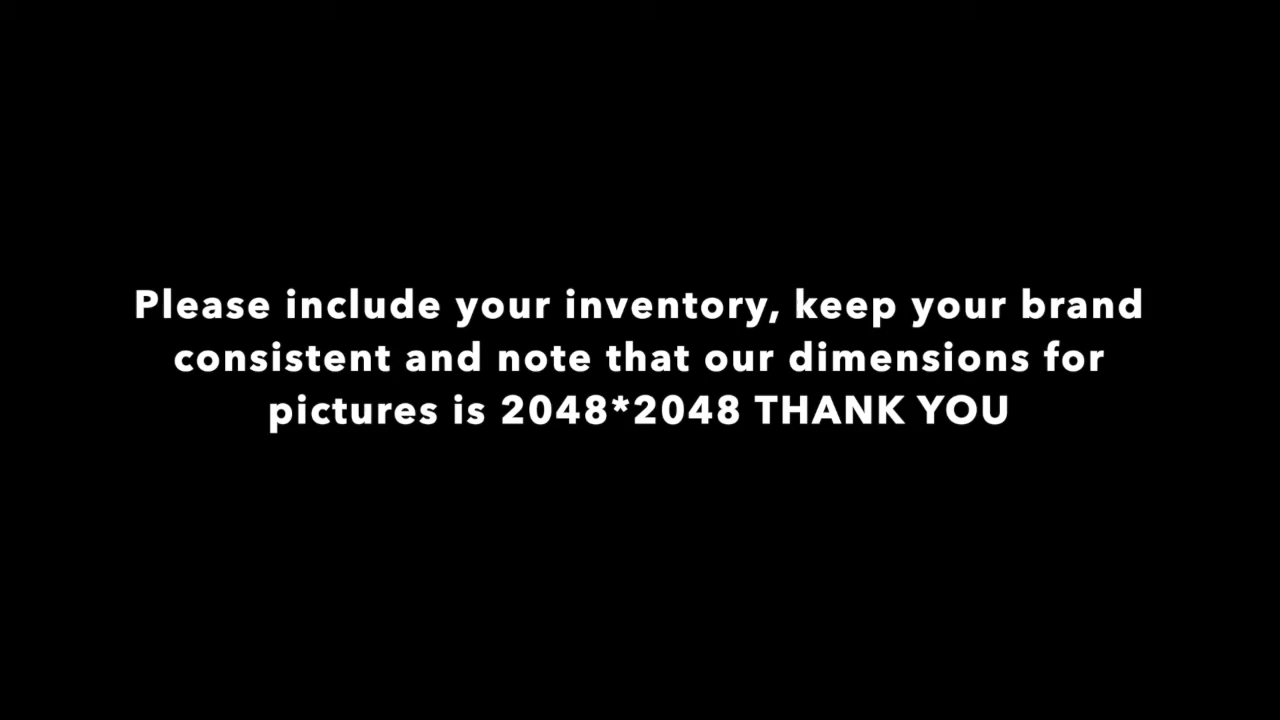 Please include your inventory, keep your brand
consistent and note that our dimensions for
pictures is 2048*2048 THANK YOU